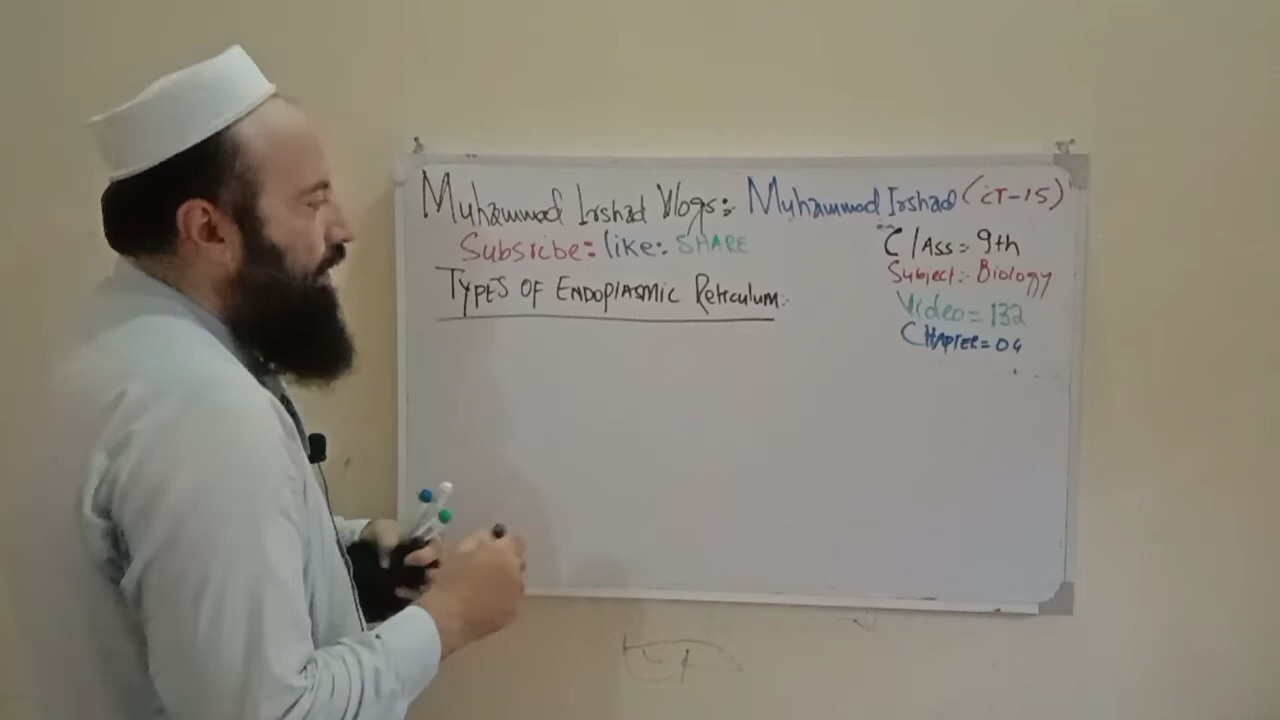 Muhammad Irshad Vlogs:- Muhammad Irshad (CT-15)
Subsribe: like: SHARE
Class = 9th
Subject:- Biology
TYPES OF ENDOPlASMIC Reticulum:-
Video = 132
CHAPTER = 04